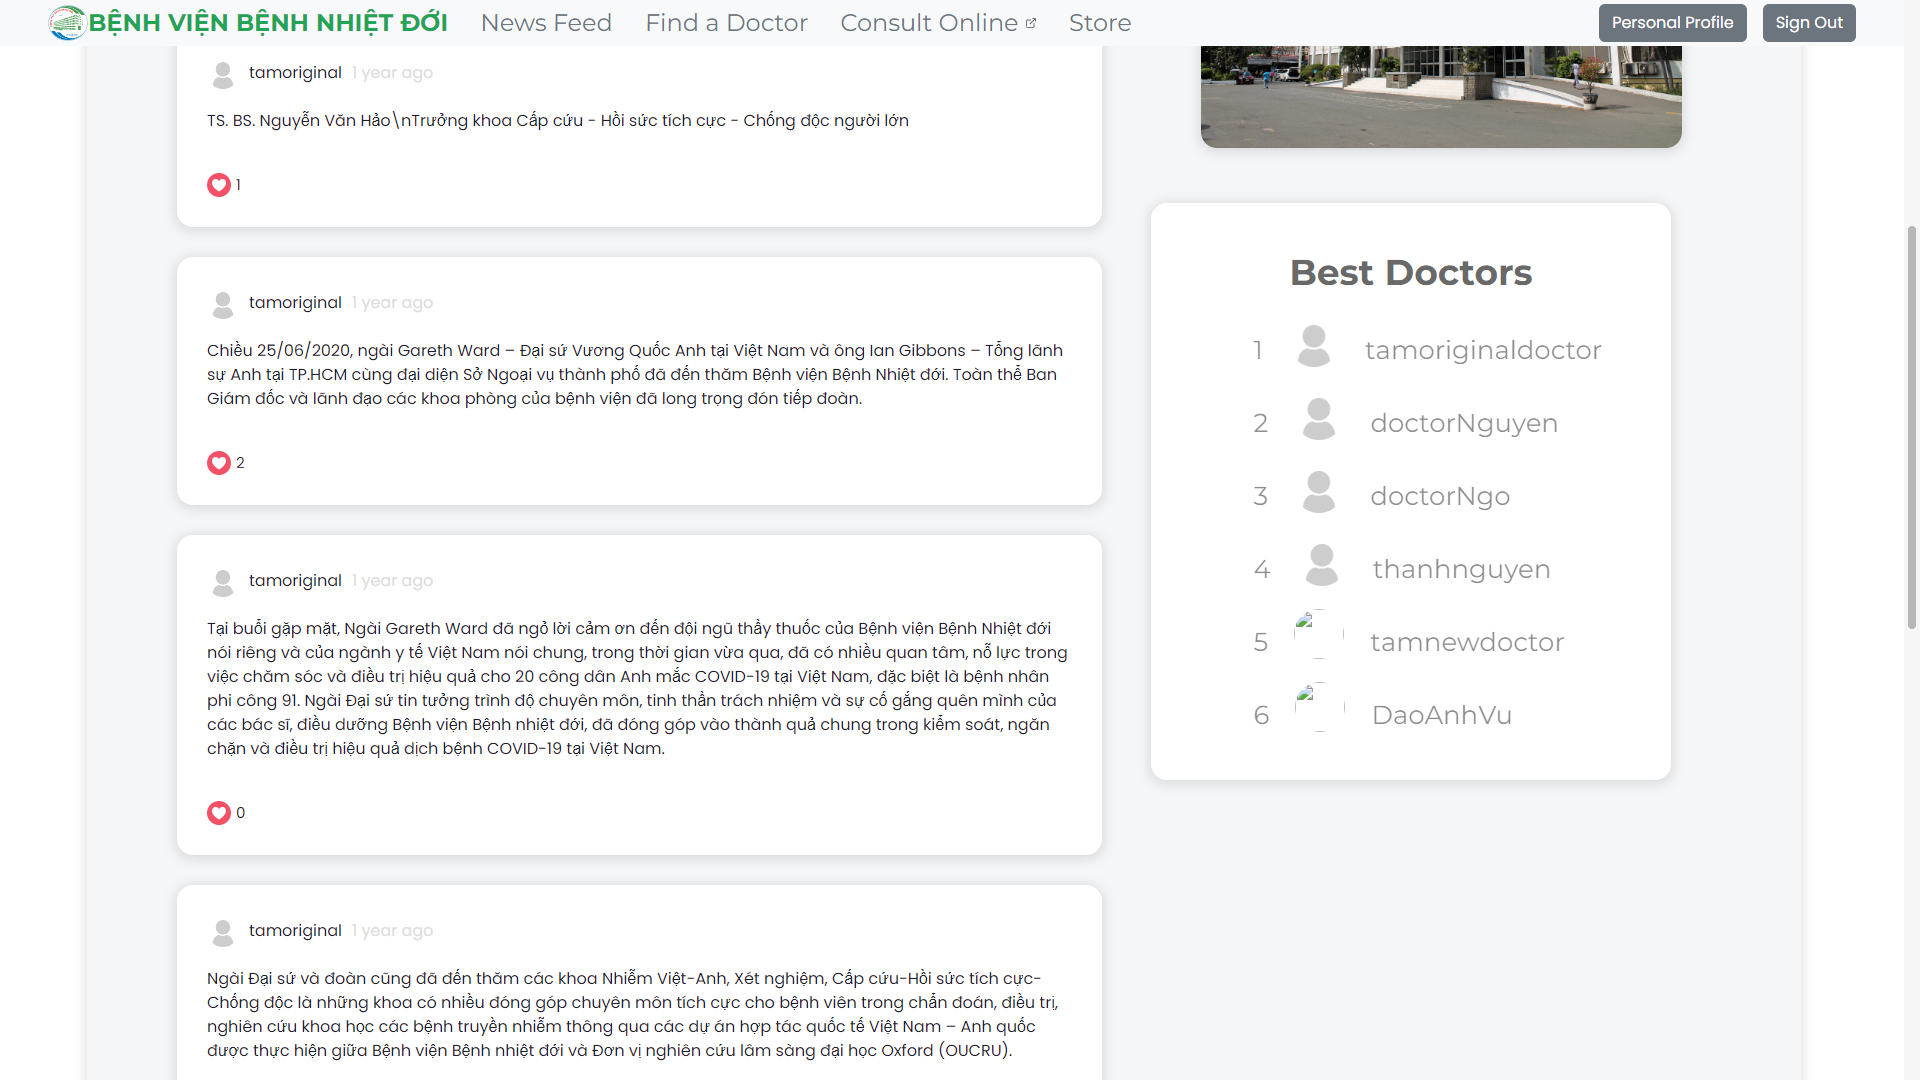 BỆNH VIỆN BỆNH NHIỆT ĐỚI
News Feed
Find a Doctor
Consult Online
Store
Personal Profile
Sign Out
tamoriginal 1 year ago
TS. BS. Nguyễn Văn Hảo\nTrưởng khoa Cấp cứu - Hồi sức tích cực - Chống độc người lớn
1
tamoriginal 1 year ago
Chiều 25/06/2020, ngài Gareth Ward – Đại sứ Vương Quốc Anh tại Việt Nam và ông Ian Gibbons – Tổng lãnh
sự Anh tại TP.HCM cùng đại diện Sở Ngoại vụ thành phố đã đến thăm Bệnh viện Bệnh Nhiệt đới. Toàn thể Ban
Giám đốc và lãnh đạo các khoa phòng của bệnh viện đã long trọng đón tiếp đoàn.
2
tamoriginal 1 year ago
Tại buổi gặp mặt, Ngài Gareth Ward đã ngỏ lời cảm ơn đến đội ngũ thầy thuốc của Bệnh viện Bệnh Nhiệt đới
nói riêng và của ngành y tế Việt Nam nói chung, trong thời gian vừa qua, đã có nhiều quan tâm, nỗ lực trong
việc chăm sóc và điều trị hiệu quả cho 20 công dân Anh mắc COVID-19 tại Việt Nam, đặc biệt là bệnh nhân
phi công 91. Ngài Đại sứ tin tưởng trình độ chuyên môn, tinh thần trách nhiệm và sự cố gắng quên mình của
các bác sĩ, điều dưỡng Bệnh viện Bệnh nhiệt đới, đã đóng góp vào thành quả chung trong kiểm soát, ngăn
chặn và điều trị hiệu quả dịch bệnh COVID-19 tại Việt Nam.
0
tamoriginal 1 year ago
Ngài Đại sứ và đoàn cũng đã đến thăm các khoa Nhiễm Việt-Anh, Xét nghiệm, Cấp cứu-Hồi sức tích cực-
Chống độc là những khoa có nhiều đóng góp chuyên môn tích cực cho bệnh viên trong chẩn đoán, điều trị,
nghiên cứu khoa học các bệnh truyền nhiễm thông qua các dự án hợp tác quốc tế Việt Nam – Anh quốc
được thực hiện giữa Bệnh viện Bệnh nhiệt đới và Đơn vị nghiên cứu lâm sàng đại học Oxford (OUCRU).
Best Doctors
1 tamoriginaldoctor
2 doctorNguyen
3 doctorNgo
4 thanhnguyen
5 tamnewdoctor
6 DaoAnhVu